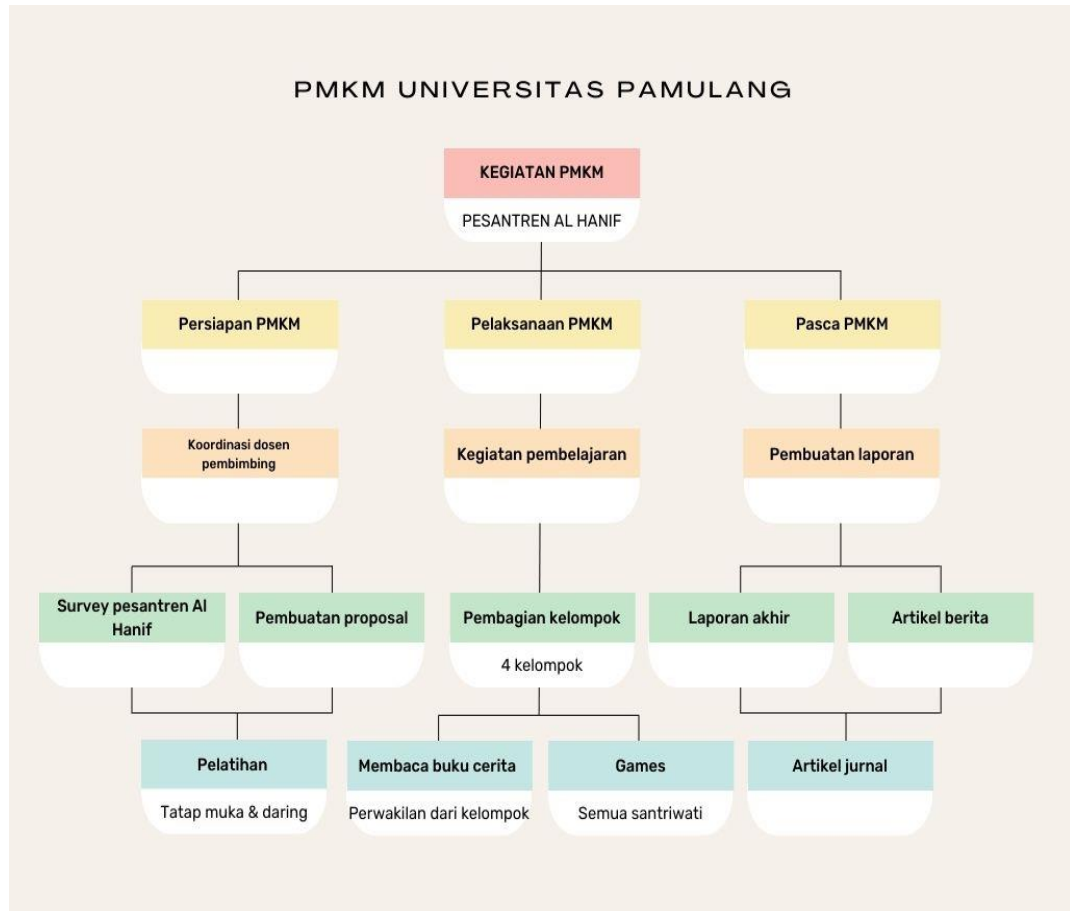 PMKM UNIVERSITAS PAMULANG
KEGIATAN PMKM
PESANTREN AL HANIF
Persiapan PMKM
Pelaksanaan PMKM
Pasca PMKM
Koordinasi dosen
pembimbing
Kegiatan pembelajaran
Pembuatan laporan
Survey pesantren Al
Hanif
Pembuatan proposal
Pembagian kelompok
4 kelompok
Laporan akhir
Artikel berita
Pelatihan
Tatap muka & daring
Membaca buku cerita
Perwakilan dari kelompok
Games
Semua santriwati
Artikel jurnal